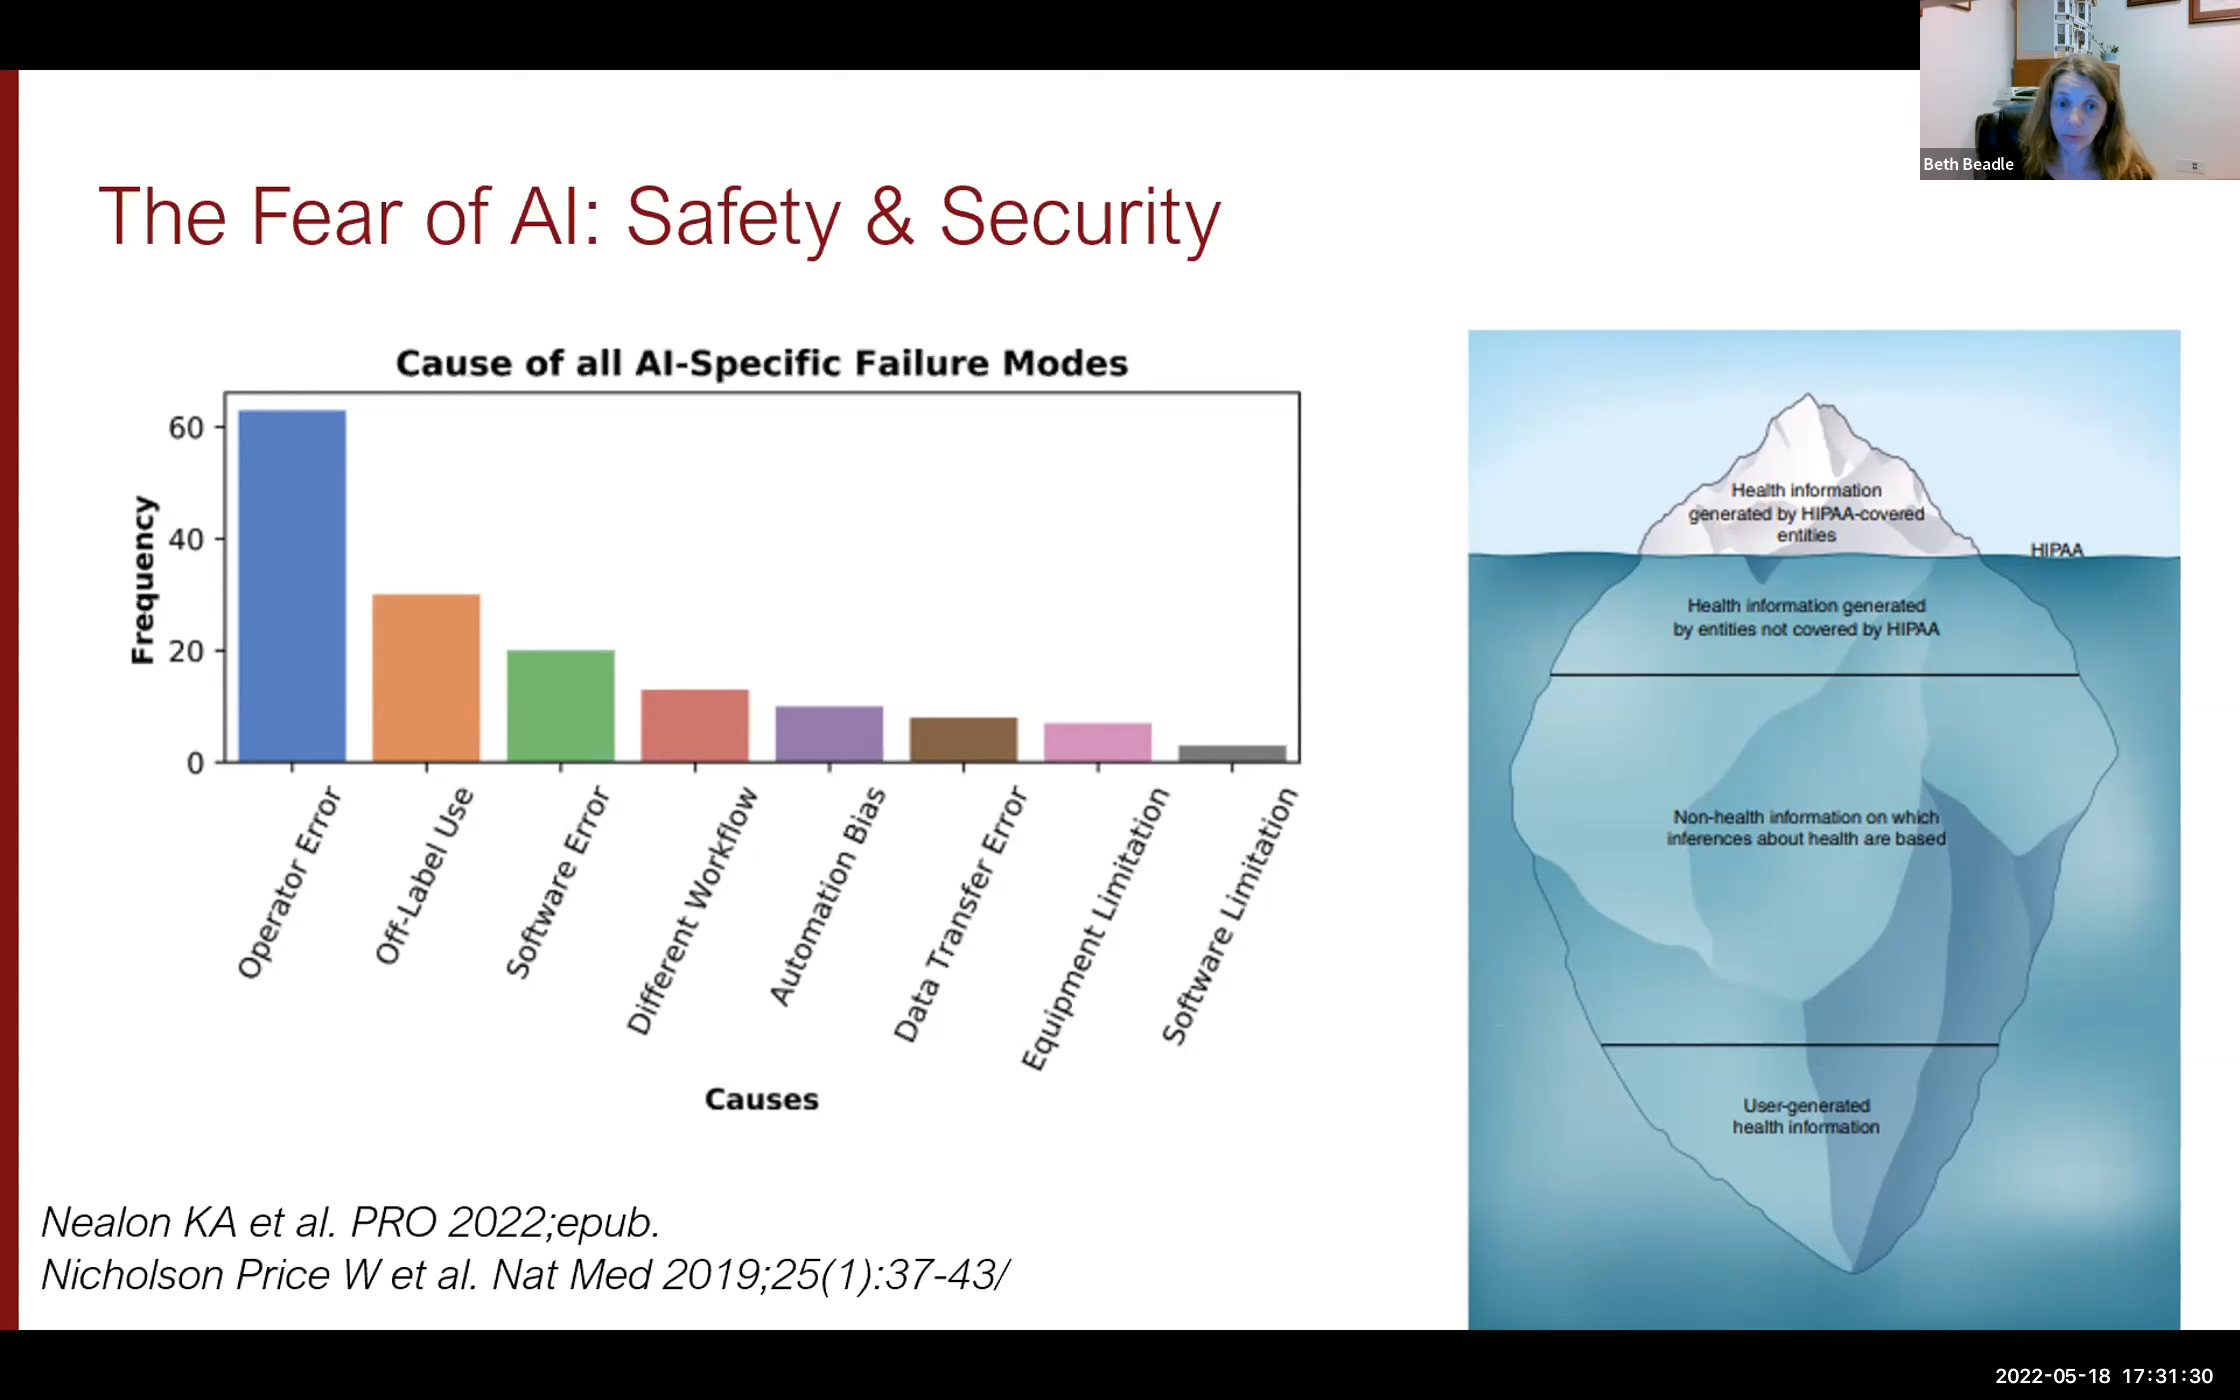 Beth Beadle
The Fear of AI: Safety & Security
Cause of all AI-Specific Failure Modes
Frequency
60
40
20
0
Operator Error
Off-Label Use
Software Error
Different Workflow
Automation Bias
Data Transfer Error
Equipment Limitation
Software Limitation
Causes
Health information
generated by HIPAA-covered
entities
HIPAA
Health information generated
by entities not covered by HIPAA
Non-health information on which
inferences about health are based
User-generated
health information
Nealon KA et al. PRO 2022;epub.
Nicholson Price W et al. Nat Med 2019;25(1):37-43/
2022-05-18 17:31:30